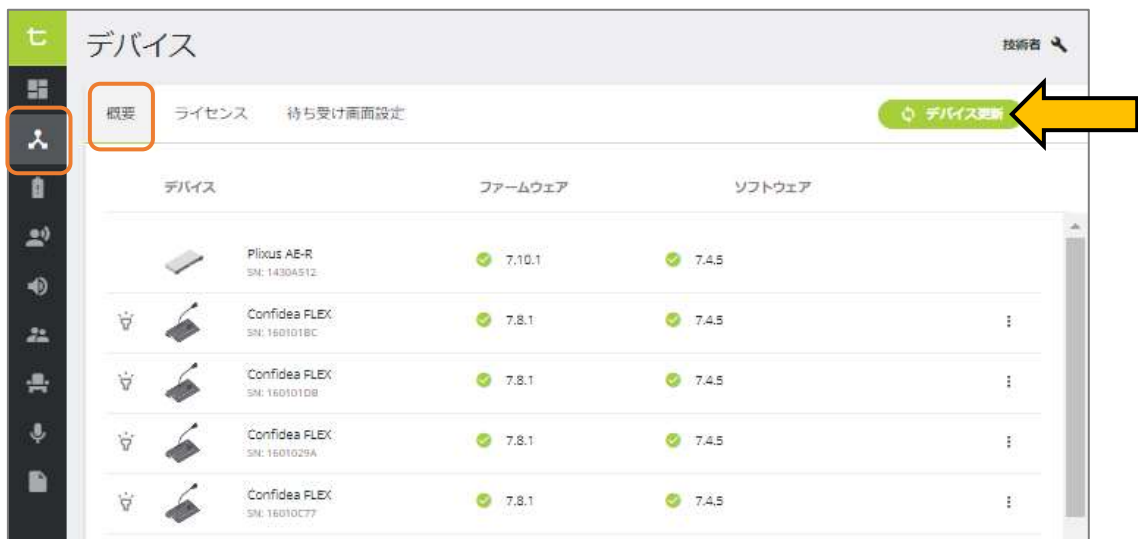 デバイス
技術者
概要 ライセンス 待ち受け画面設定 デバイス更新
デバイス ファームウェア ソフトウェア
Plixus AE-R
SN: 1430A512
7.10.1 7.4.5
Confidea FLEX
SN: 160101BC
7.8.1 7.4.5
Confidea FLEX
SN: 160101DB
7.8.1 7.4.5
Confidea FLEX
SN: 1601029A
7.8.1 7.4.5
Confidea FLEX
SN: 16010C77
7.8.1 7.4.5